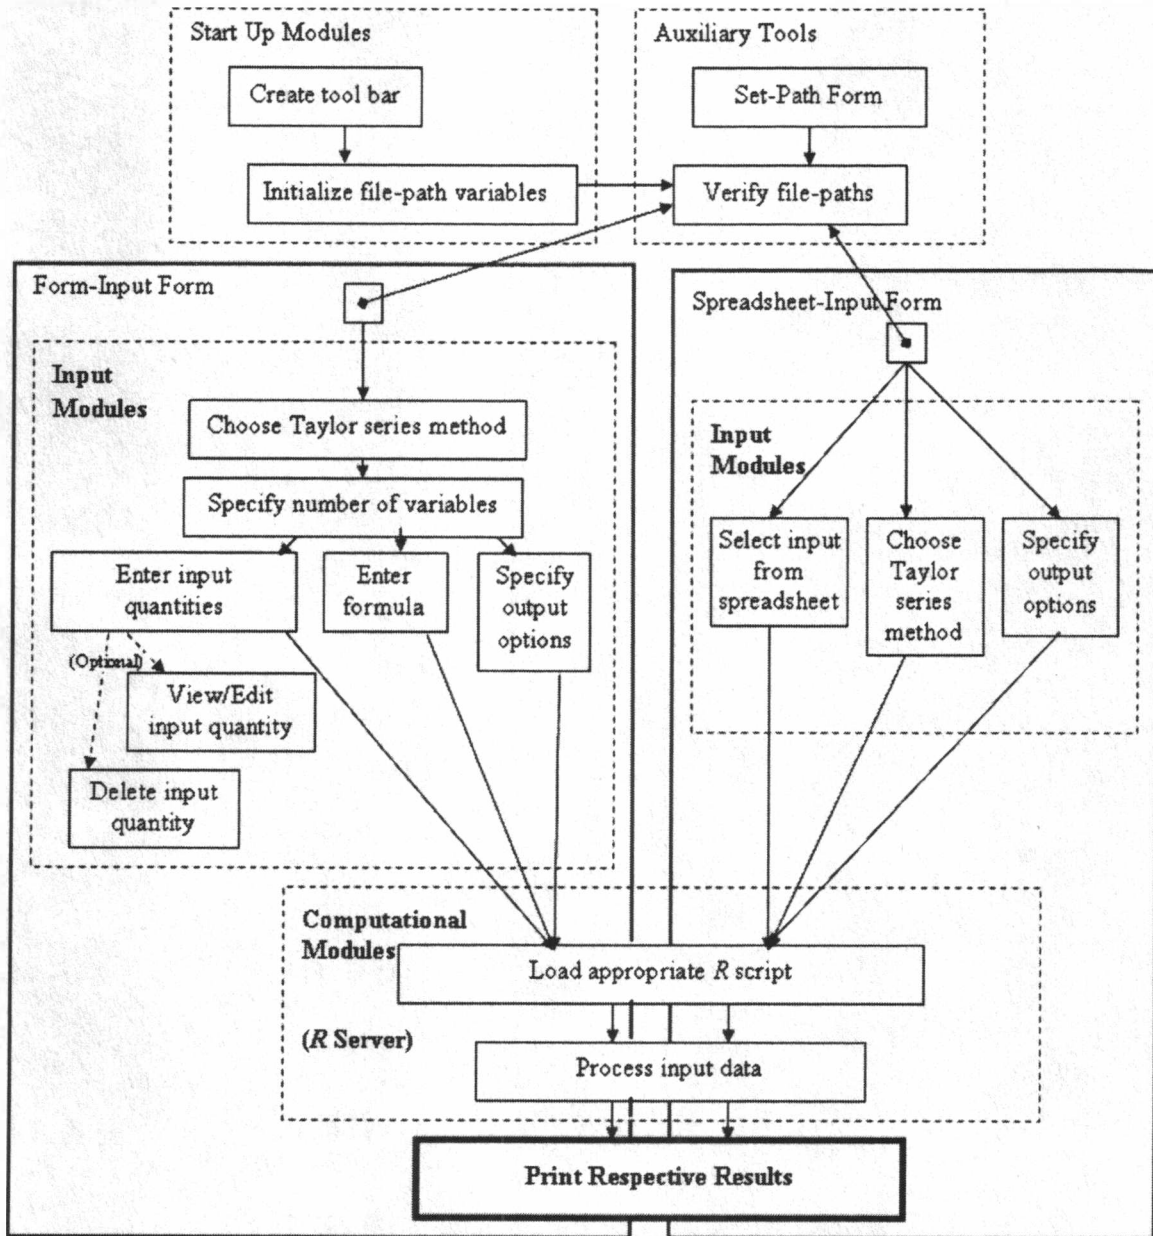 Start Up Modules
Create tool bar
Initialize file-path variables
Auxiliary Tools
Set-Path Form
Verify file-paths
Form-Input Form
Input
Modules
Choose Taylor series method
Specify number of variables
Enter input
quantities
Enter
formula
Specify
output
options
(Optional)
View/Edit
input quantity
Delete input
quantity
Spreadsheet-Input Form
Input
Modules
Select input
from
spreadsheet
Choose
Taylor
series
method
Specify
output
options
Computational
Modules
Load appropriate R script
(R Server)
Process input data
Print Respective Results